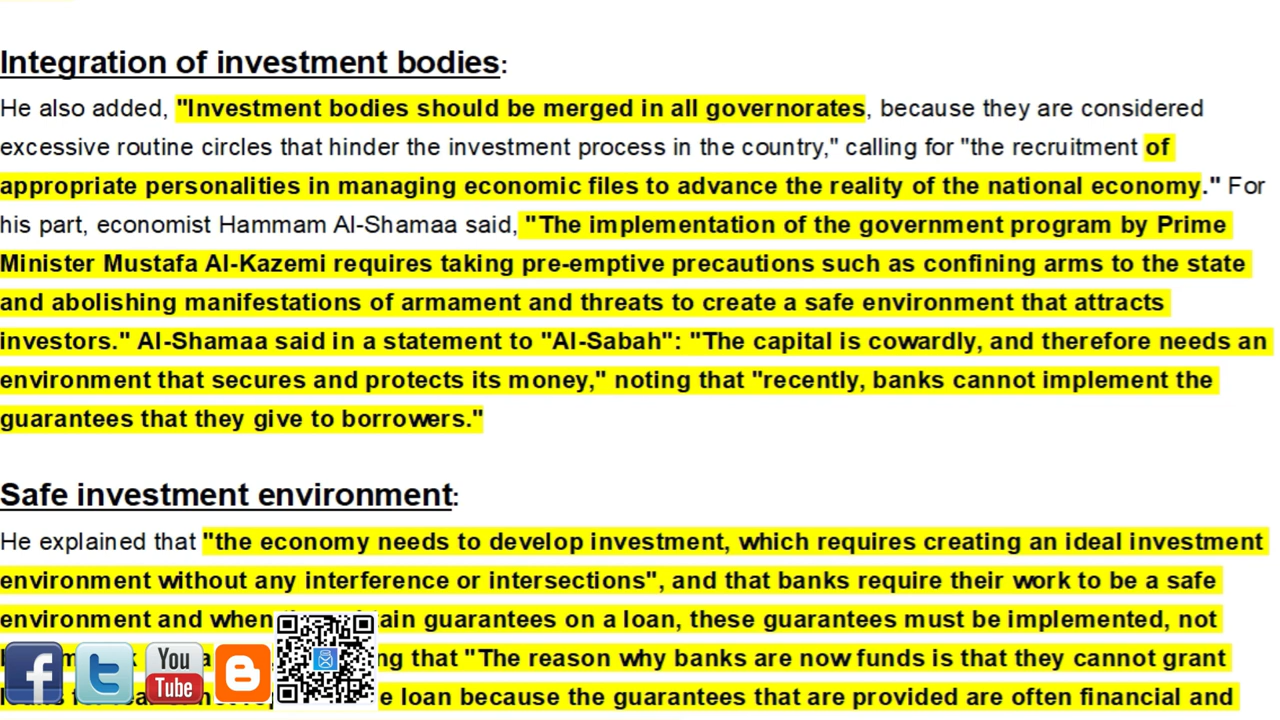 Integration of investment bodies:
He also added, "Investment bodies should be merged in all governorates, because they are considered
excessive routine circles that hinder the investment process in the country," calling for "the recruitment of
appropriate personalities in managing economic files to advance the reality of the national economy." For
his part, economist Hammam Al-Shamaa said, "The implementation of the government program by Prime
Minister Mustafa Al-Kazemi requires taking pre-emptive precautions such as confining arms to the state
and abolishing manifestations of armament and threats to create a safe environment that attracts
investors." Al-Shamaa said in a statement to "Al-Sabah": "The capital is cowardly, and therefore needs an
environment that secures and protects its money," noting that "recently, banks cannot implement the
guarantees that they give to borrowers."
Safe investment environment:
He explained that "the economy needs to develop investment, which requires creating an ideal investment
environment without any interference or intersections", and that banks require their work to be a safe
environment and when guarantees on a loan, these guarantees must be implemented, not
that "The reason why banks are now funds is that they cannot grant
loan because the guarantees that are provided are often financial and
You
Tube